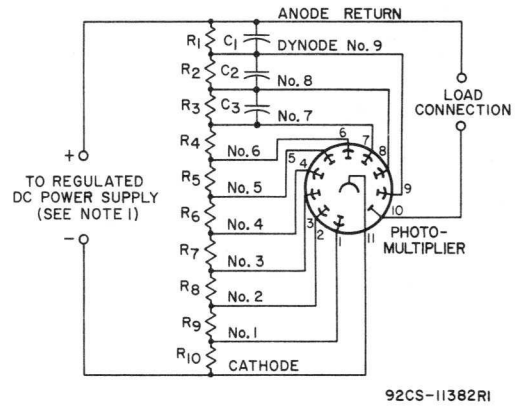 ANODE RETURN
R1
C1
DYNODE No. 9
R2
C2
No. 8
R3
C3
No. 7
R4
No. 6
R5
No. 5
R6
No. 4
R7
No. 3
R8
No. 2
R9
No. 1
R10
CATHODE
+
TO REGULATED
DC POWER SUPPLY
(SEE NOTE 1)
–
LOAD
CONNECTION
6
7
5
8
4
9
3
10
2
1
11
PHOTO-
MULTIPLIER
92CS-11382R1